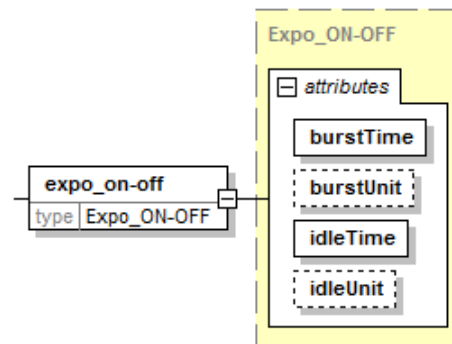 Expo_ON-OFF
attributes
burstTime
burstUnit
expo_on-off
type Expo_ON-OFF
idleTime
idleUnit